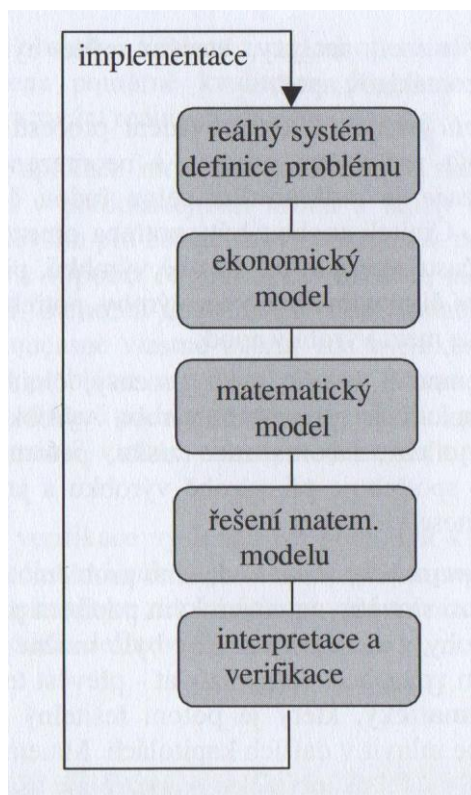 implementace
reálný systém
definice problému
ekonomický
model
matematický
model
řešení matem.
modelu
interpretace a
verifikace